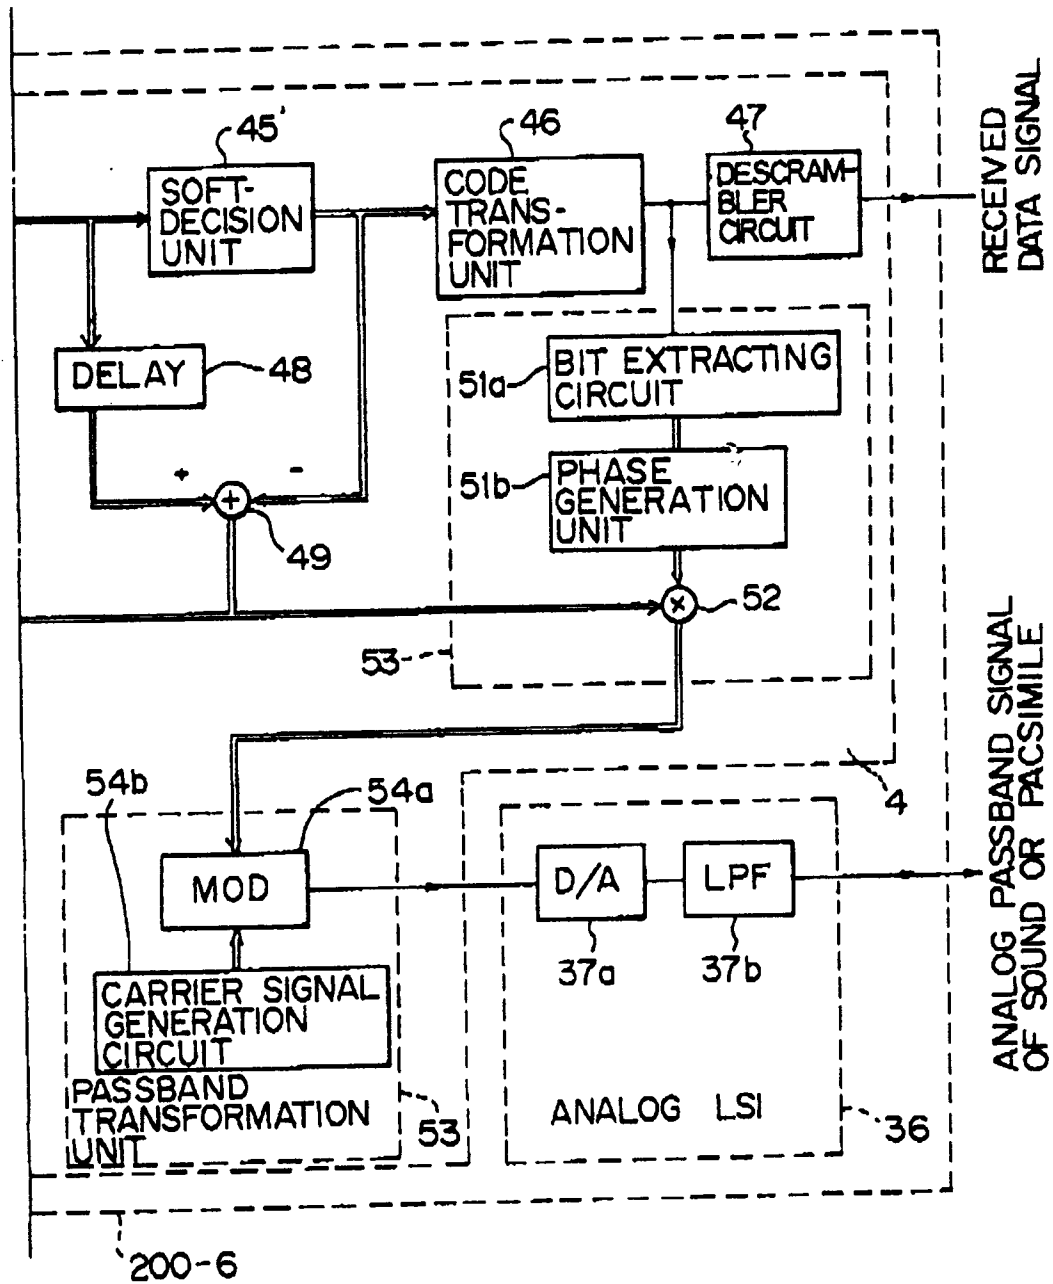 45'
SOFT-
DECISION
UNIT
46
CODE
TRANS-
FORMATION
UNIT
47
DESCRAM-
BLER
CIRCUIT
RECEIVED
DATA SIGNAL
DELAY
48
+
-
+
49
51a
BIT EXTRACTING
CIRCUIT
51b
PHASE
GENERATION
UNIT
×
52
53
54b
54a
4
MOD
D/A
LPF
37a
37b
CARRIER SIGNAL
GENERATION
CIRCUIT
PASSBAND
TRANSFORMATION
UNIT
53
ANALOG LSI
36
ANALOG PASSBAND SIGNAL
OF SOUND OR PACSIMILE
200-6